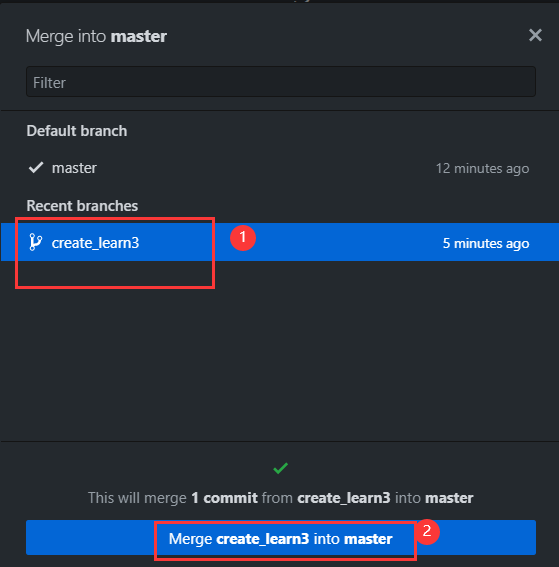 Merge into master
Filter
Default branch
master 12 minutes ago
Recent branches
create_learn3 1 5 minutes ago
This will merge 1 commit from create_learn3 into master
Merge create_learn3 into master 2